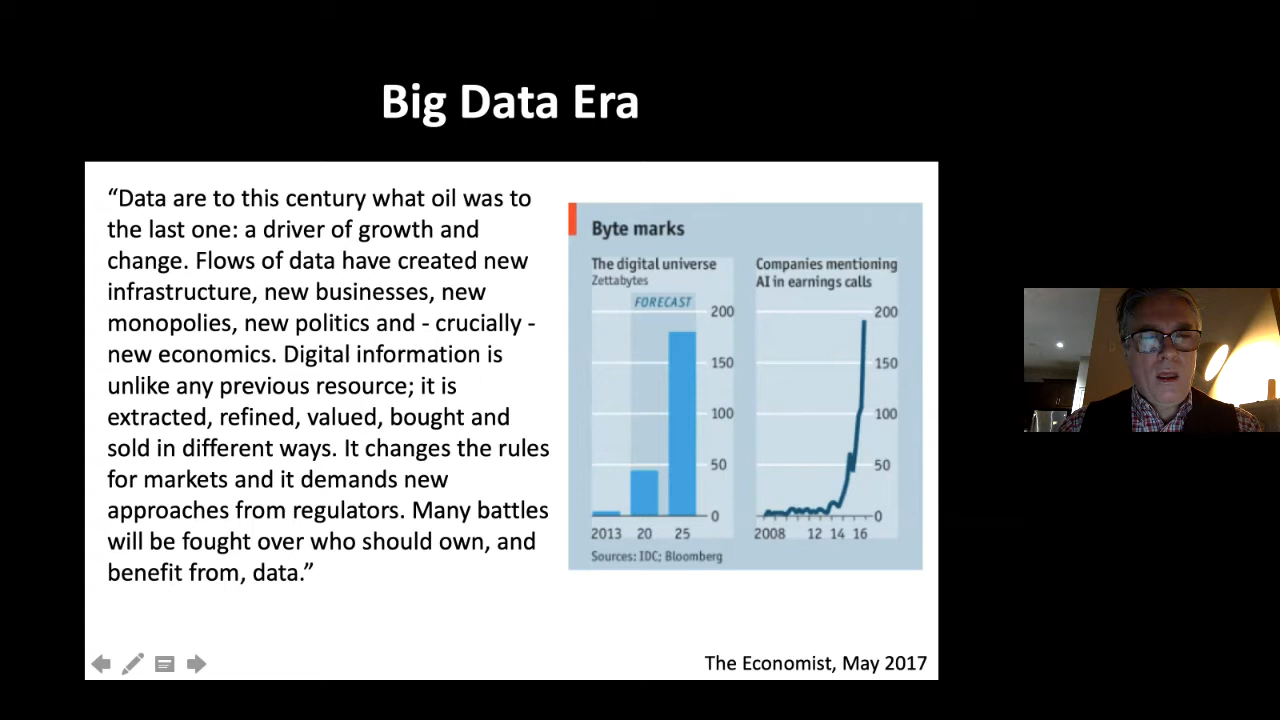 Big Data Era
“Data are to this century what oil was to
the last one: a driver of growth and
change. Flows of data have created new
infrastructure, new businesses, new
monopolies, new politics and - crucially -
new economics. Digital information is
unlike any previous resource; it is
extracted, refined, valued, bought and
sold in different ways. It changes the rules
for markets and it demands new
approaches from regulators. Many battles
will be fought over who should own, and
benefit from, data.”
Byte marks
The digital universe
Zettabytes
FORECAST
200
150
100
50
0
2013 20 25
Companies mentioning
AI in earnings calls
200
150
100
50
0
2008 12 14 16
Sources: IDC; Bloomberg
The Economist, May 2017